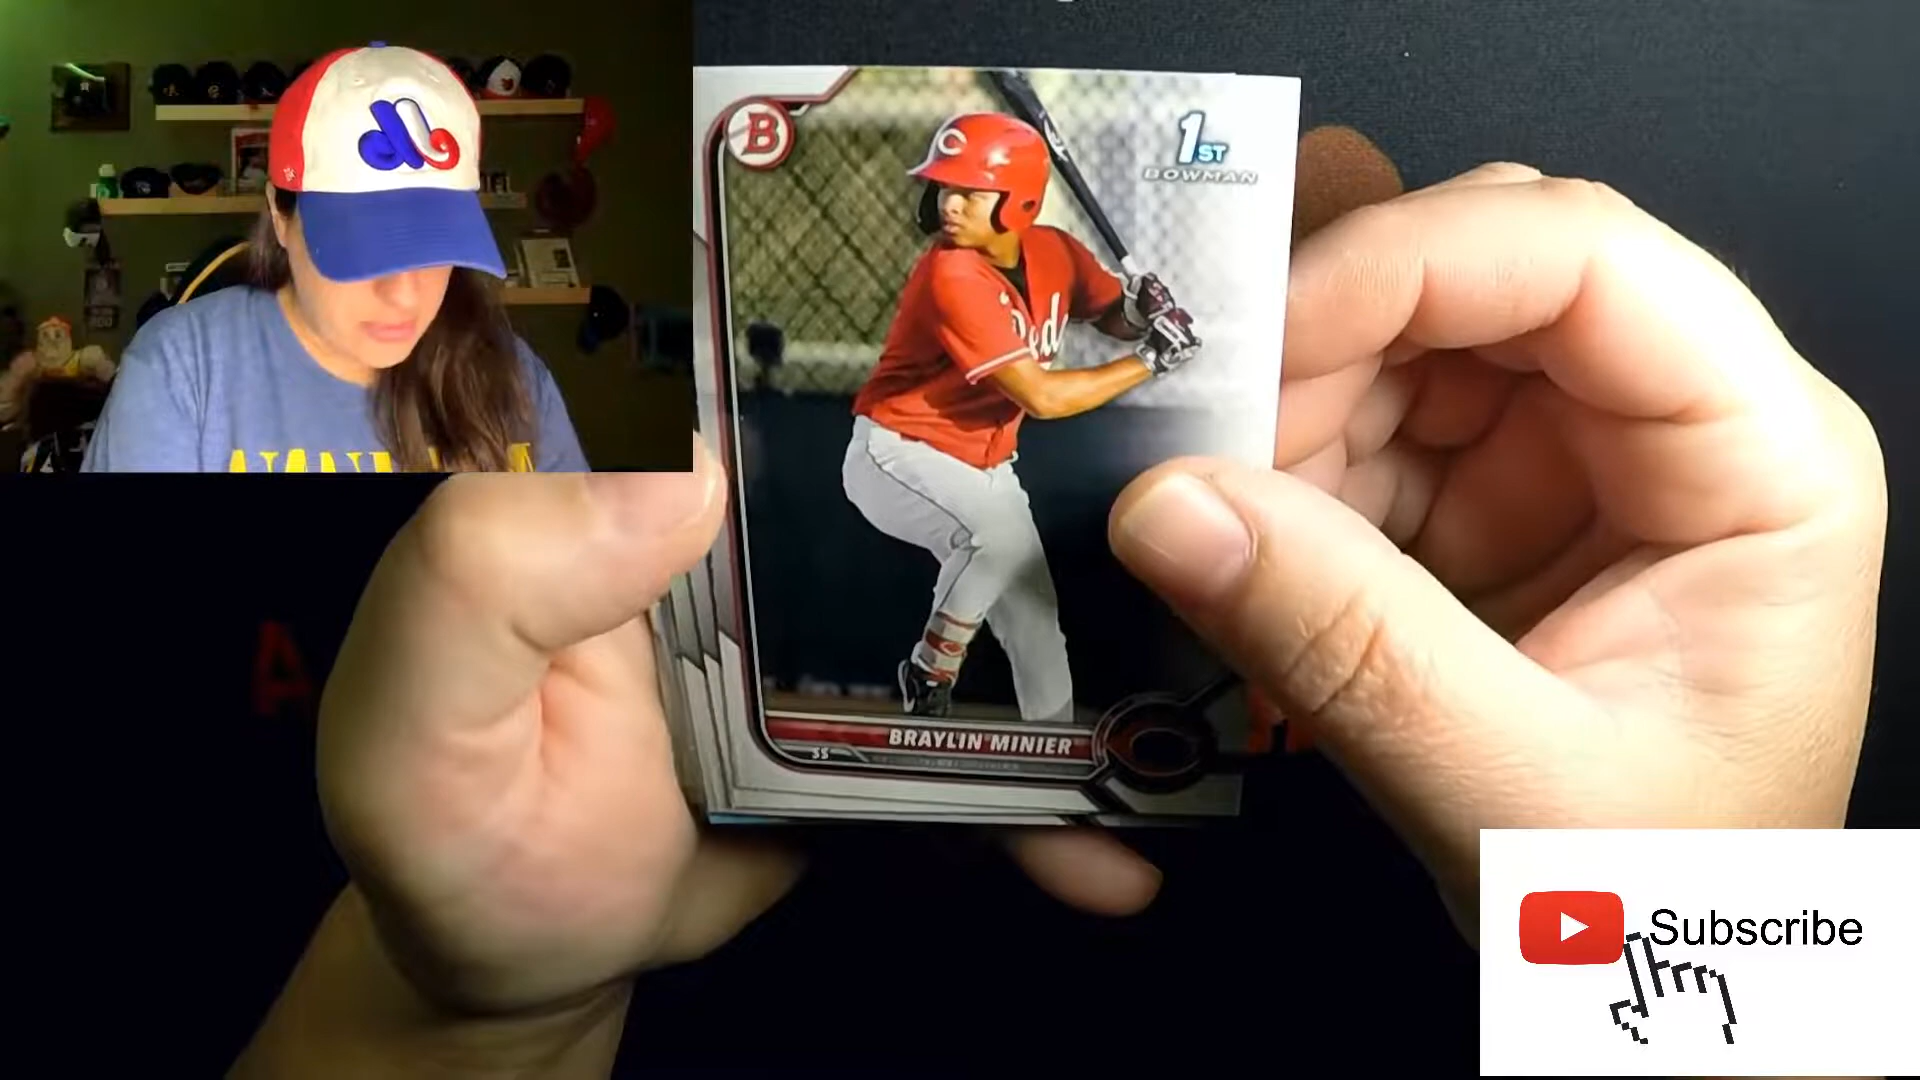 B
1ST
BOWMAN
C
Reds
BRAYLIN MINIER
SS
A
Subscribe